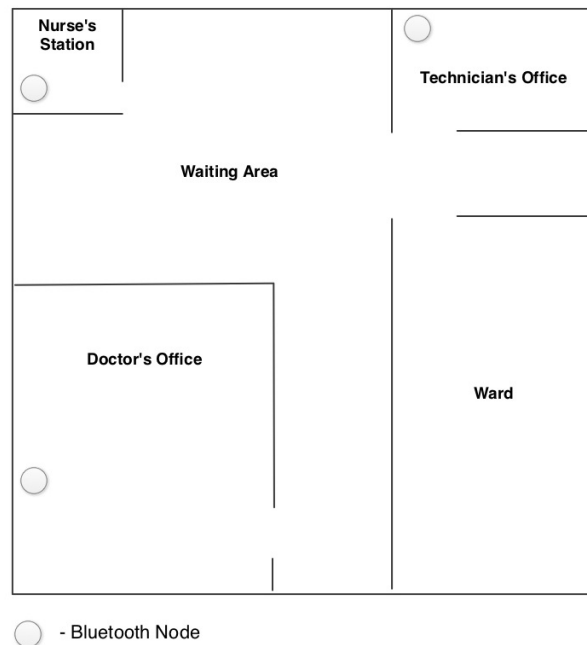 Nurse's
Station
Technician's Office
Waiting Area
Doctor's Office
Ward
- Bluetooth Node